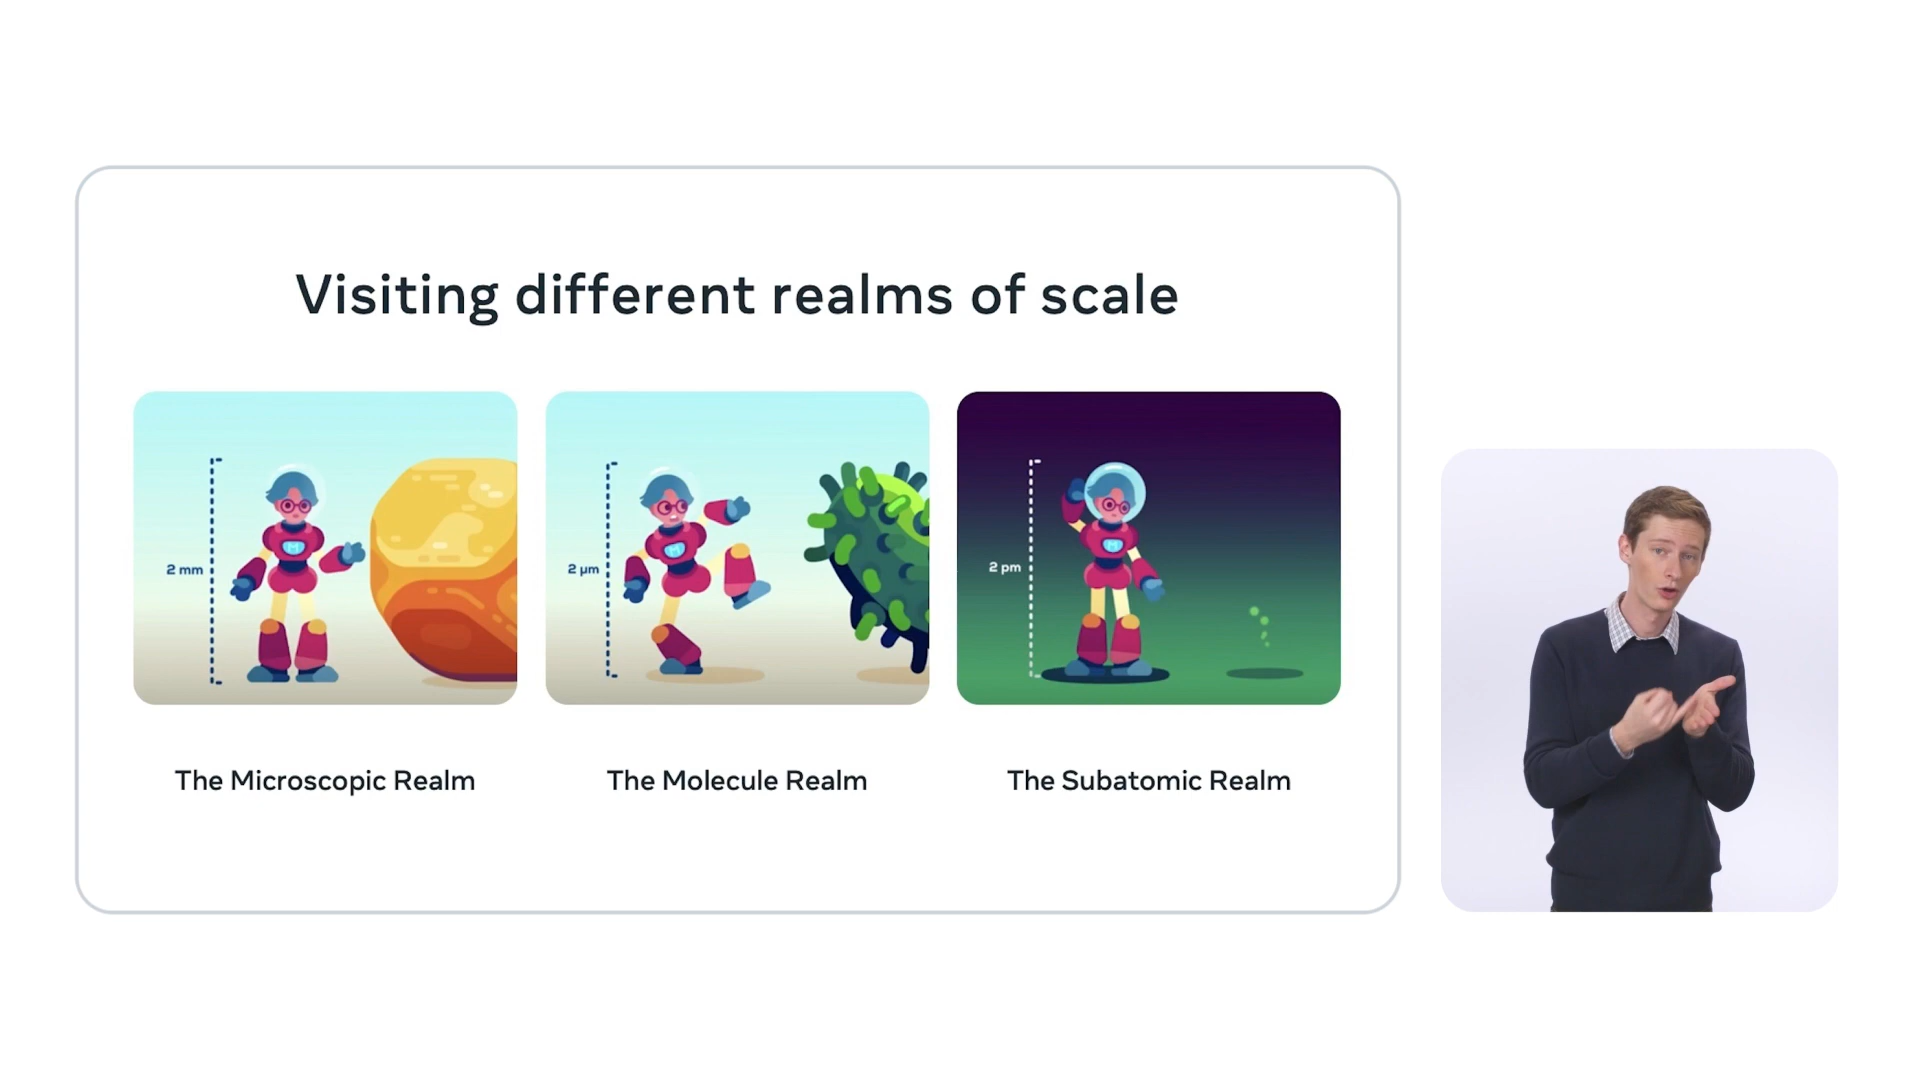 Visiting different realms of scale
2 mm
2 µm
2 pm
M
M
M
The Microscopic Realm
The Molecule Realm
The Subatomic Realm